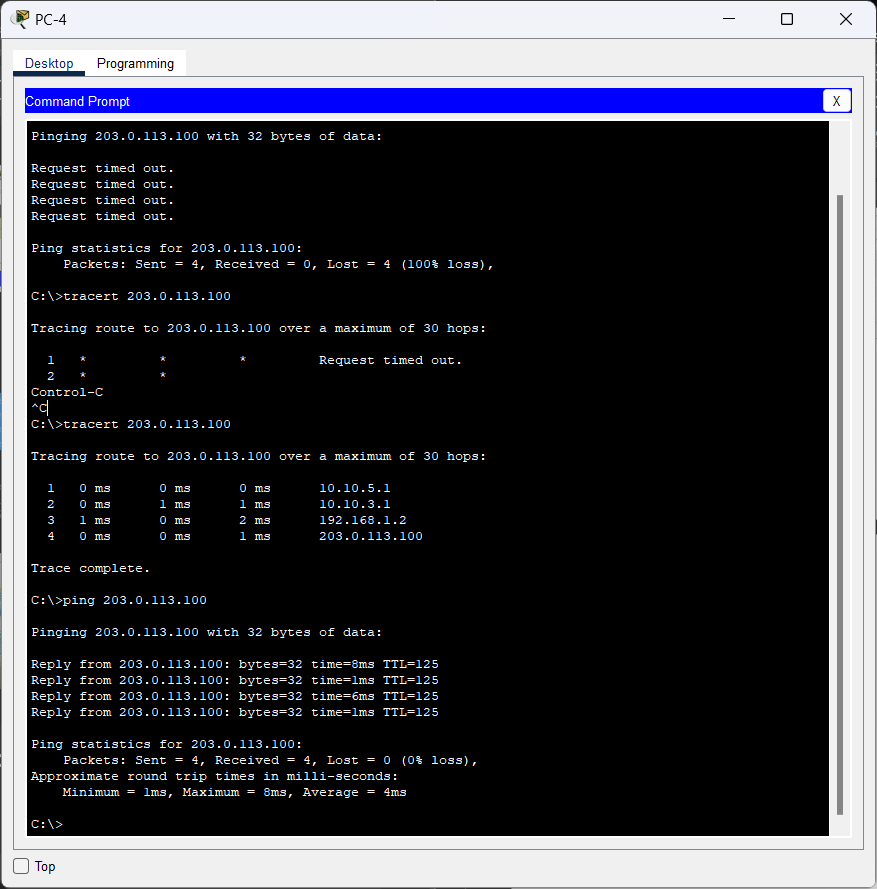 PC-4
Desktop Programming
Command Prompt X
Pinging 203.0.113.100 with 32 bytes of data:
Request timed out.
Request timed out.
Request timed out.
Request timed out.
Ping statistics for 203.0.113.100:
Packets: Sent = 4, Received = 0, Lost = 4 (100% loss),
C:\>tracert 203.0.113.100
Tracing route to 203.0.113.100 over a maximum of 30 hops:
1 * * * Request timed out.
2 * *
Control-C
^C
C:\>tracert 203.0.113.100
Tracing route to 203.0.113.100 over a maximum of 30 hops:
1 0 ms 0 ms 0 ms 10.10.5.1
2 0 ms 1 ms 1 ms 10.10.3.1
3 1 ms 0 ms 2 ms 192.168.1.2
4 0 ms 0 ms 1 ms 203.0.113.100
Trace complete.
C:\>ping 203.0.113.100
Pinging 203.0.113.100 with 32 bytes of data:
Reply from 203.0.113.100: bytes=32 time=8ms TTL=125
Reply from 203.0.113.100: bytes=32 time=1ms TTL=125
Reply from 203.0.113.100: bytes=32 time=6ms TTL=125
Reply from 203.0.113.100: bytes=32 time=1ms TTL=125
Ping statistics for 203.0.113.100:
Packets: Sent = 4, Received = 4, Lost = 0 (0% loss),
Approximate round trip times in milli-seconds:
Minimum = 1ms, Maximum = 8ms, Average = 4ms
C:\>
Top